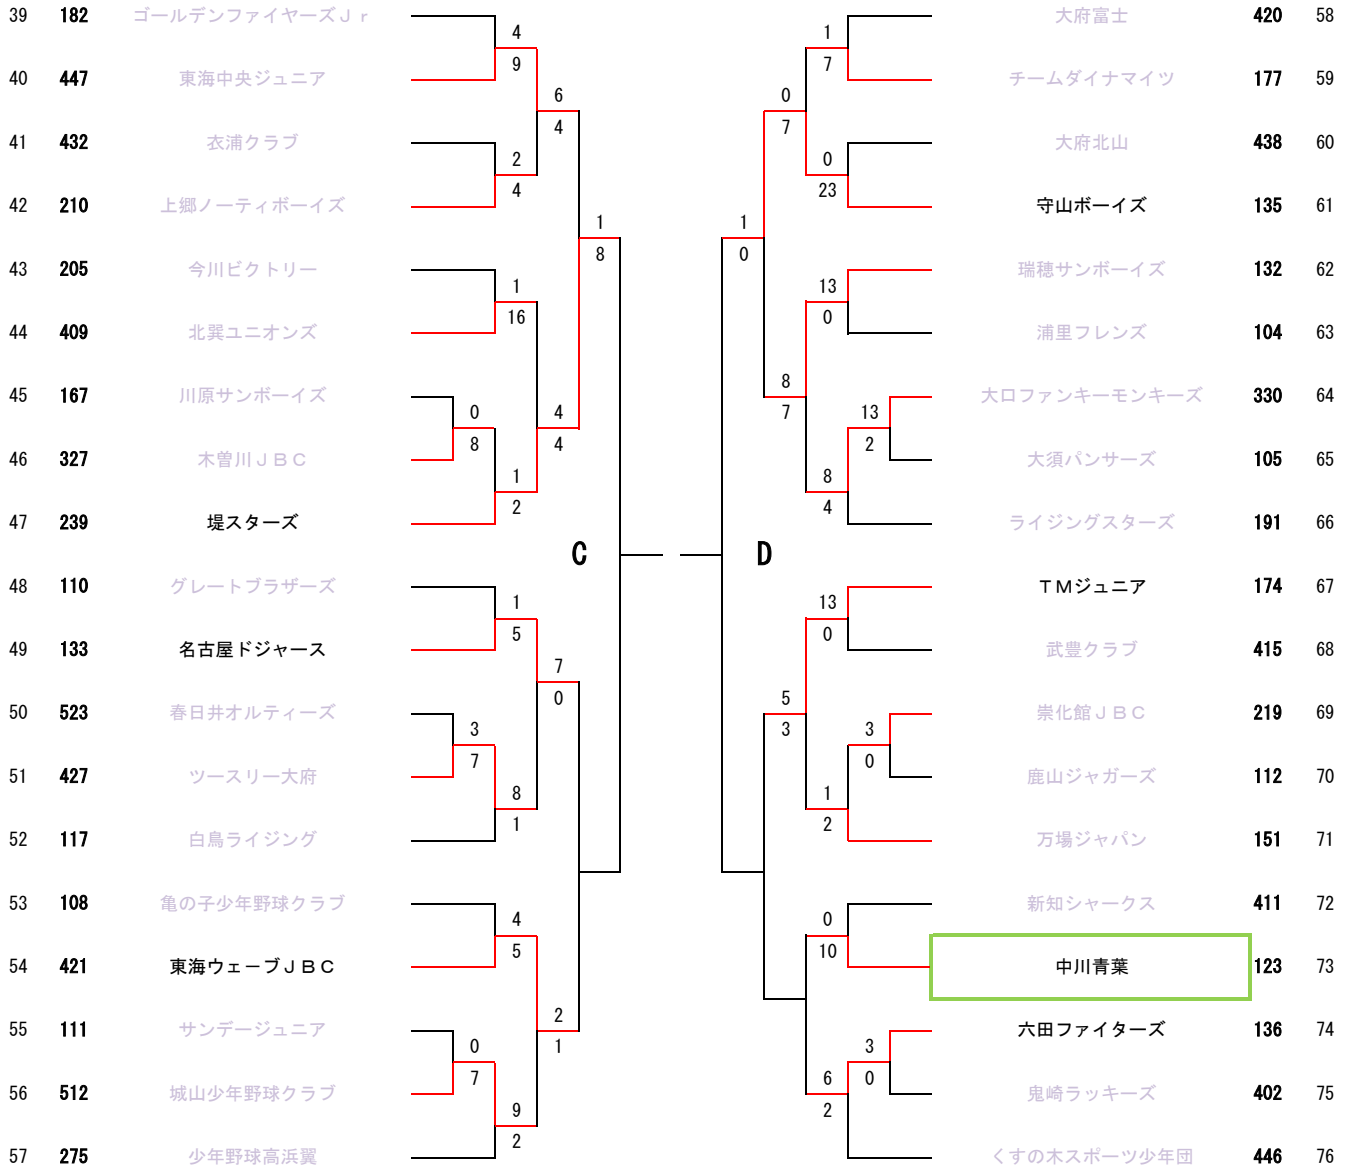 39 182 ゴールデンファイヤーズＪｒ
4
9
40 447 東海中央ジュニア
6
4
41 432 衣浦クラブ
2
4
42 210 上郷ノーティボーイズ
1
8
43 205 今川ビクトリー
1
16
44 409 北巽ユニオンズ
45 167 川原サンボーイズ
0
8
4
4
46 327 木曽川ＪＢＣ
1
2
47 239 堤スターズ
C
48 110 グレートブラザーズ
1
5
49 133 名古屋ドジャース
7
0
50 523 春日井オルティーズ
3
7
51 427 ツースリー大府
8
1
52 117 白鳥ライジング
53 108 亀の子少年野球クラブ
4
5
54 421 東海ウェーブＪＢＣ
2
1
55 111 サンデージュニア
0
7
56 512 城山少年野球クラブ
9
2
57 275 少年野球高浜翼
大府富士 420 58
1
7
チームダイナマイツ 177 59
0
7
大府北山 438 60
0
23
守山ボーイズ 135 61
1
0
瑞穂サンボーイズ 132 62
13
0
浦里フレンズ 104 63
8
7
大口ファンキーモンキーズ 330 64
13
2
大須パンサーズ 105 65
8
4
ライジングスターズ 191 66
D
ＴＭジュニア 174 67
13
0
武豊クラブ 415 68
5
3
崇化館ＪＢＣ 219 69
3
0
鹿山ジャガーズ 112 70
1
2
万場ジャパン 151 71
新知シャークス 411 72
0
10
中川青葉 123 73
六田ファイターズ 136 74
3
0
鬼崎ラッキーズ 402 75
6
2
くすの木スポーツ少年団 446 76